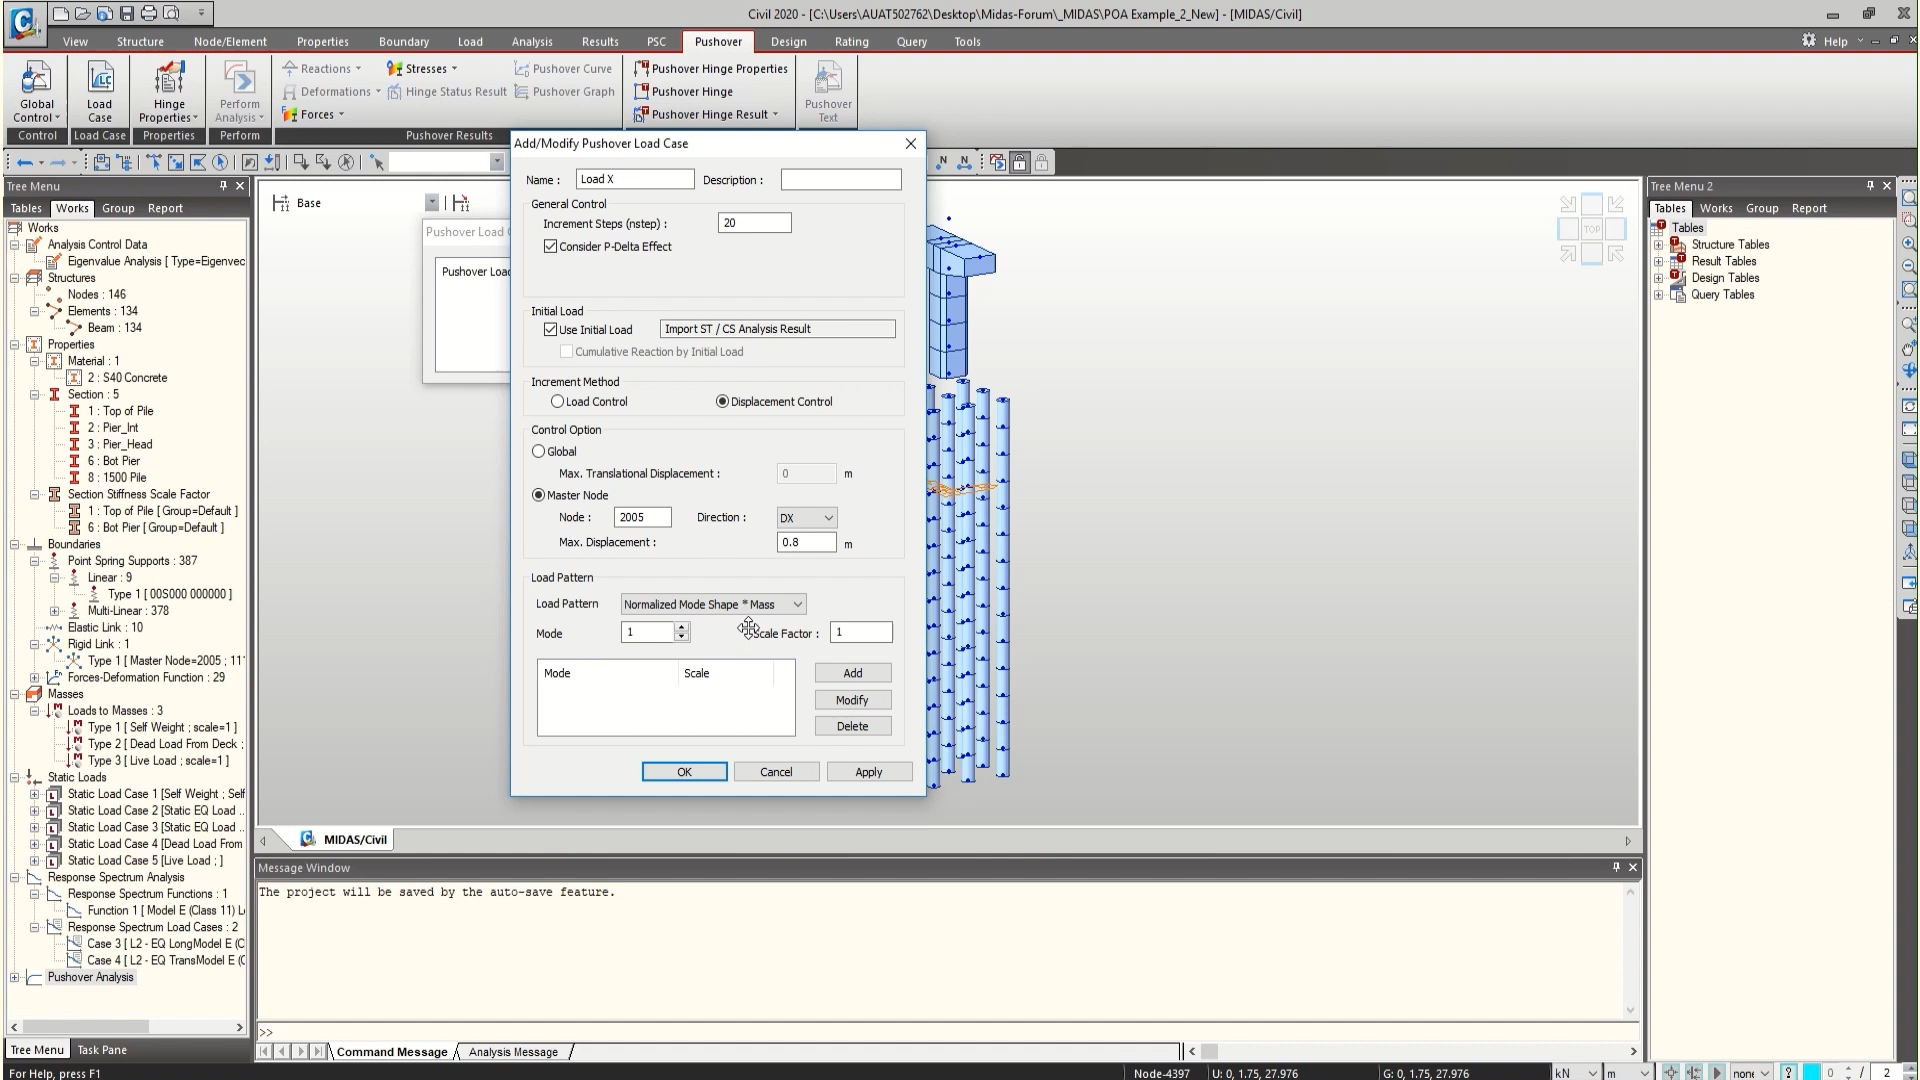 Civil 2020 - [C:\Users\AUAT502762\Desktop\Midas-Forum\_MIDAS\POA Example_2_New] - [MIDAS/Civil]
View Structure Node/Element Properties Boundary Load Analysis Results PSC Pushover Design Rating Query Tools Help
Reactions Stresses Pushover Curve Pushover Hinge Properties
Deformations Hinge Status Result Pushover Graph Pushover Hinge
Forces Pushover Hinge Result
Global Control Load Case Hinge Properties Perform Analysis Pushover Text
Control Load Case Properties Perform Pushover Results
Tree Menu
Tables Works Group Report
Works
Analysis Control Data
Eigenvalue Analysis [ Type=Eigenvec
Structures
Nodes : 146
Elements : 134
Beam : 134
Properties
Material : 1
2 : S40 Concrete
Section : 5
1 : Top of Pile
2 : Pier_Int
3 : Pier_Head
6 : Bot Pier
8 : 1500 Pile
Section Stiffness Scale Factor
1 : Top of Pile [ Group=Default ]
6 : Bot Pier [ Group=Default ]
Boundaries
Point Spring Supports : 387
Linear : 9
Type 1 [ 00S000 000000 ]
Multi-Linear : 378
Elastic Link : 10
Rigid Link : 1
Type 1 [ Master Node=2005 ; 11
Forces-Deformation Function : 29
Masses
Loads to Masses : 3
Type 1 [ Self Weight ; scale=1 ]
Type 2 [ Dead Load From Deck ;
Type 3 [ Live Load ; scale=1 ]
Static Loads
Static Load Case 1 [Self Weight ; Self
Static Load Case 2 [Static EQ Load ..
Static Load Case 3 [Static EQ Load ..
Static Load Case 4 [Dead Load From
Static Load Case 5 [Live Load ; ]
Response Spectrum Analysis
Response Spectrum Functions : 1
Function 1 [ Model E (Class 11) L
Response Spectrum Load Cases : 2
Case 3 [ L2 - EQ LongModel E (C
Case 4 [ L2 - EQ TransModel E (C
Pushover Analysis
Tree Menu Task Pane
For Help, press F1
Base
Pushover Load
Pushover Load
Add/Modify Pushover Load Case
Name : Load X Description :
General Control
Increment Steps (nstep) : 20
Consider P-Delta Effect
Initial Load
Use Initial Load Import ST / CS Analysis Result
Cumulative Reaction by Initial Load
Increment Method
Load Control Displacement Control
Control Option
Global
Max. Translational Displacement : 0 m
Master Node
Node : 2005 Direction : DX
Max. Displacement : 0.8 m
Load Pattern
Load Pattern Normalized Mode Shape * Mass
Mode 1 Scale Factor : 1
Mode Scale
Add
Modify
Delete
OK Cancel Apply
TOP
MIDAS/Civil
Message Window
The project will be saved by the auto-save feature.
>>
Command Message Analysis Message
Tree Menu 2
Tables Works Group Report
Tables
Structure Tables
Result Tables
Design Tables
Query Tables
Node-4397 U: 0, 1.75, 27.976 G: 0, 1.75, 27.976 kN m none ? 0 / 2